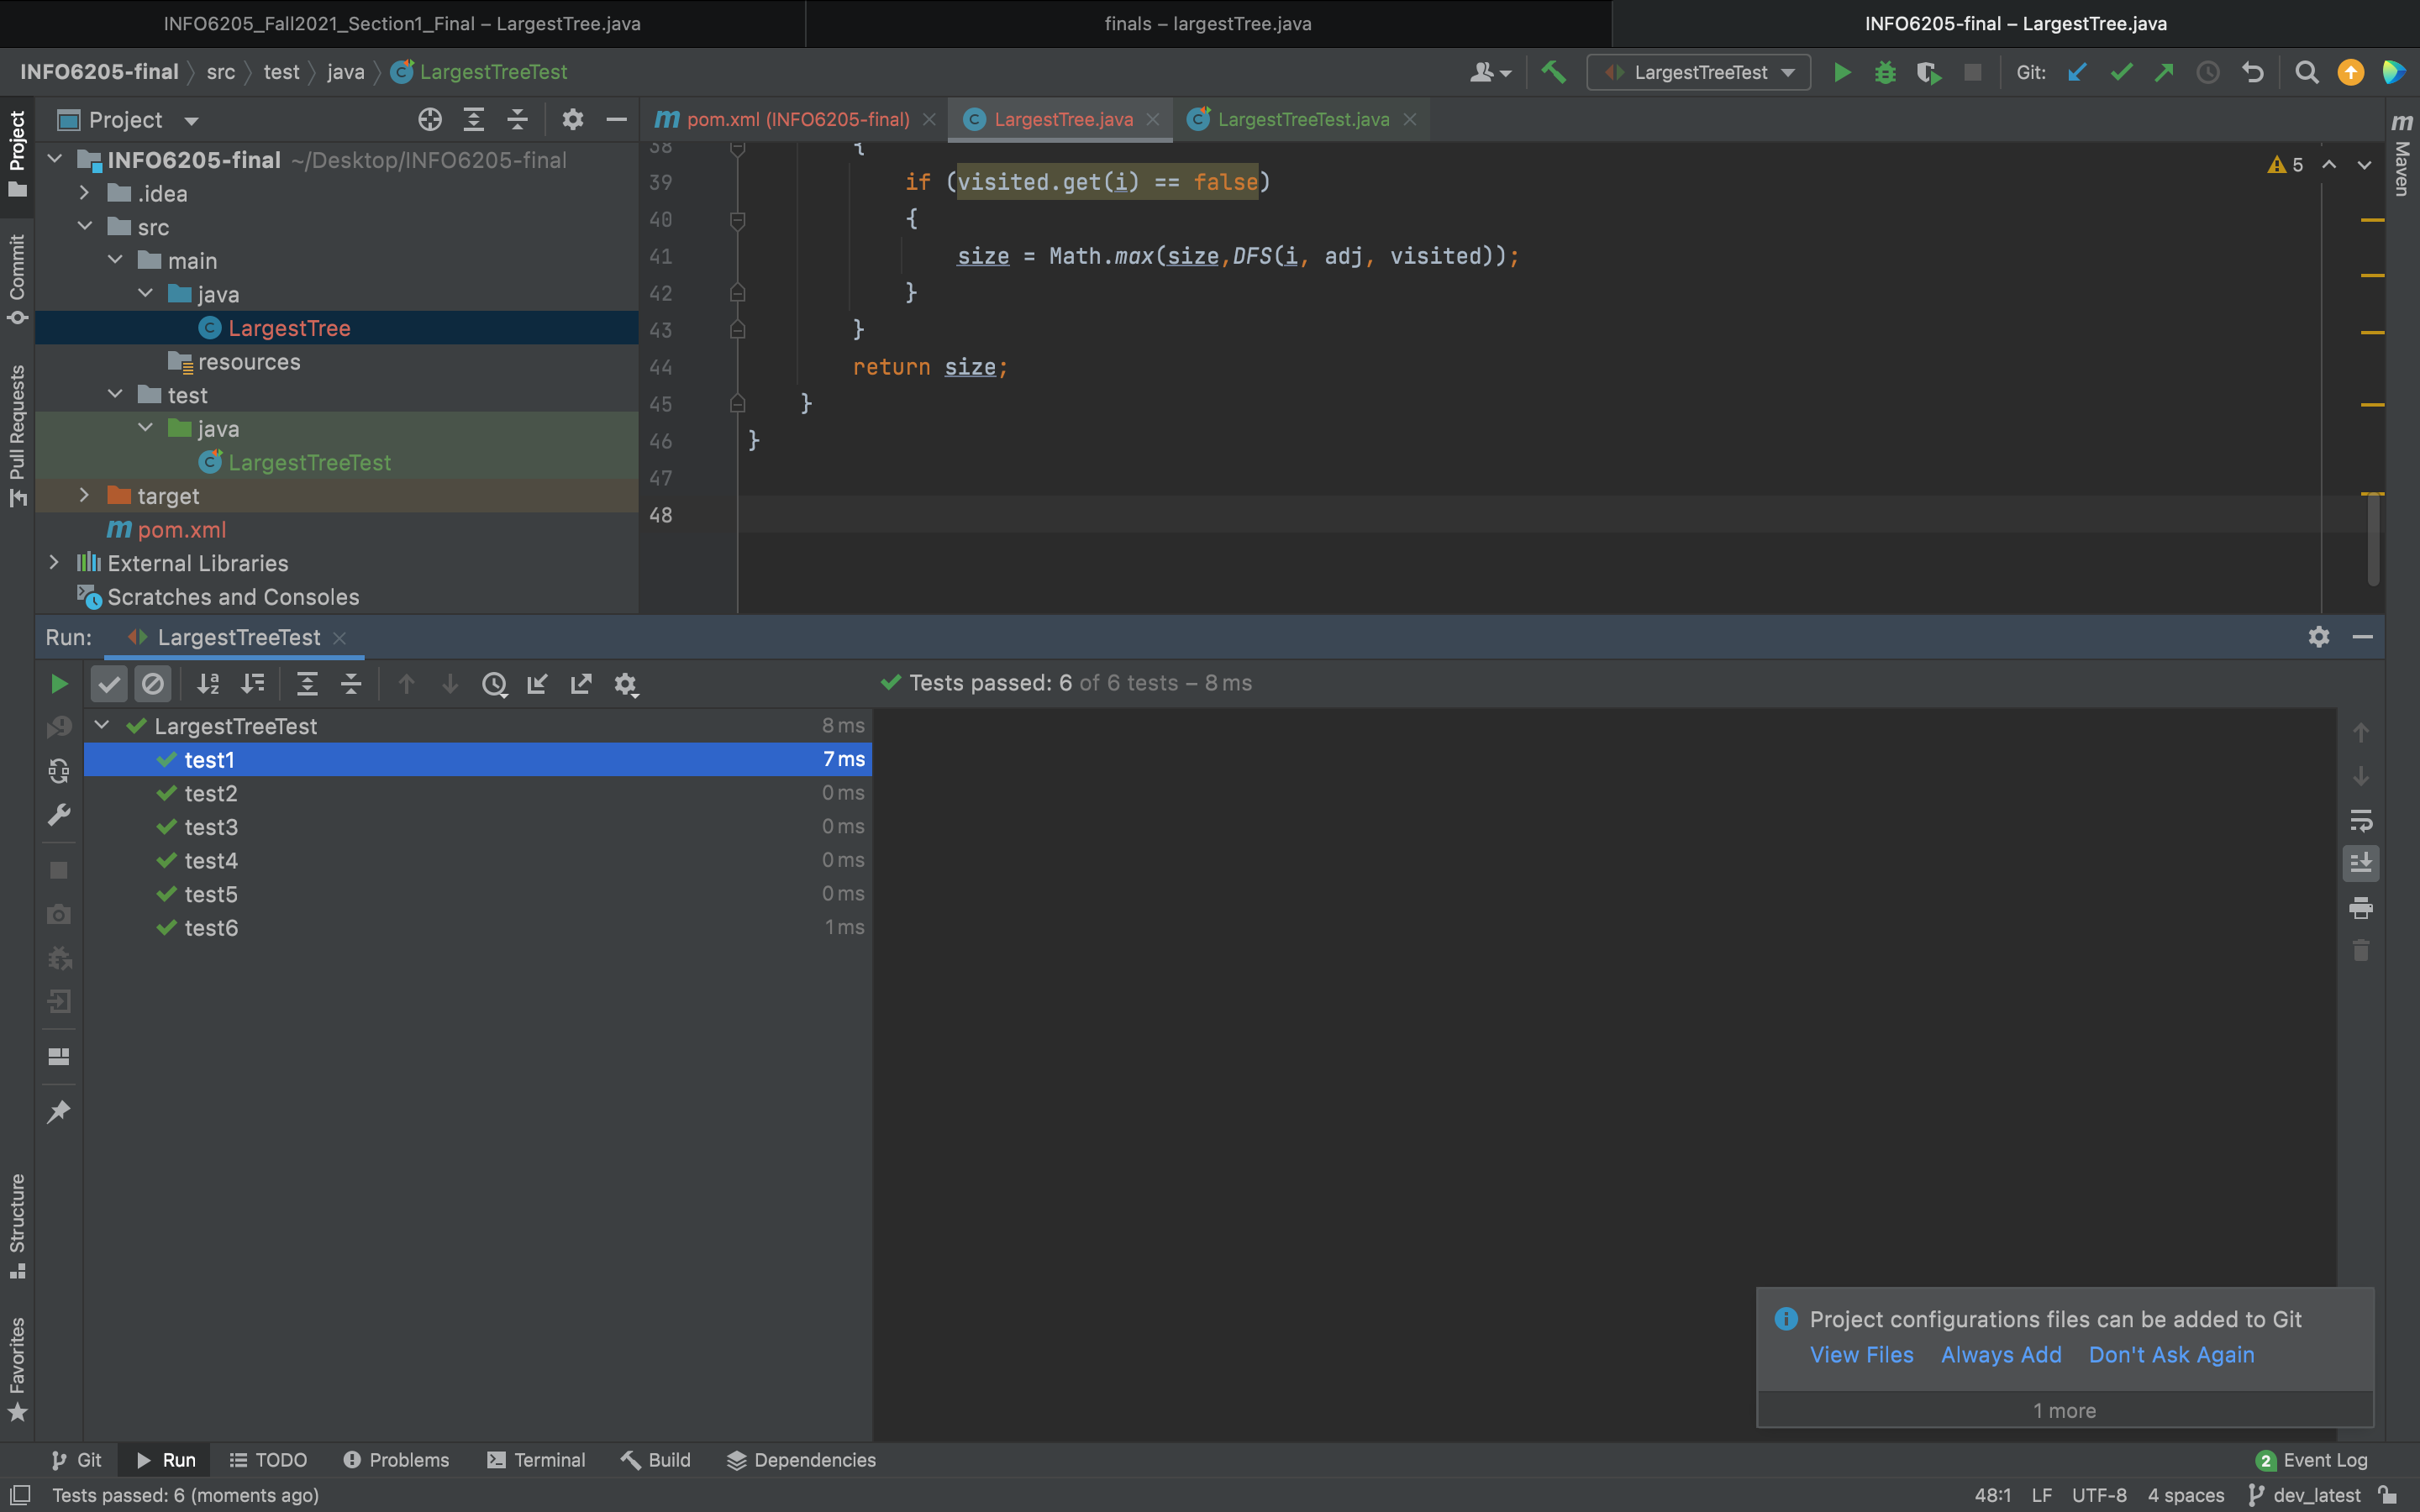 INFO6205_Fall2021_Section1_Final – LargestTree.java
finals – largestTree.java
INFO6205-final – LargestTree.java
INFO6205-final
src
test
java
LargestTreeTest
LargestTreeTest
Git:
Project
Commit
Pull Requests
Project
INFO6205-final ~/Desktop/INFO6205-final
.idea
src
main
java
LargestTree
resources
test
java
LargestTreeTest
target
pom.xml
External Libraries
Scratches and Consoles
pom.xml (INFO6205-final)
LargestTree.java
LargestTreeTest.java
Maven
5
38 {
39 if (visited.get(i) == false)
40 {
41 size = Math.max(size,DFS(i, adj, visited));
42 }
43 }
44 return size;
45 }
46 }
47
48
Run: LargestTreeTest
Tests passed: 6 of 6 tests – 8 ms
LargestTreeTest 8 ms
test1 7 ms
test2 0 ms
test3 0 ms
test4 0 ms
test5 0 ms
test6 1 ms
Structure
Favorites
Project configurations files can be added to Git
View Files Always Add Don't Ask Again
1 more
Git Run TODO Problems Terminal Build Dependencies
2 Event Log
Tests passed: 6 (moments ago)
48:1 LF UTF-8 4 spaces dev_latest